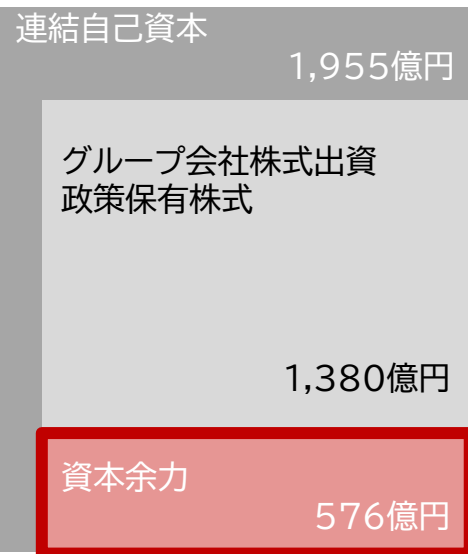 連結自己資本
1,955億円
グループ会社株式出資
政策保有株式
1,380億円
資本余力
576億円